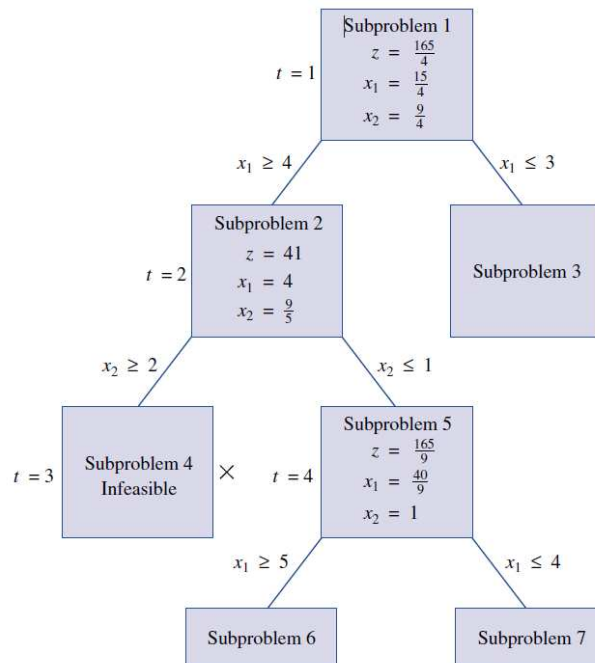 Subproblem 1
z = 165/4
t = 1
x₁ = 15/4
x₂ = 9/4
x₁ ≥ 4
x₁ ≤ 3
Subproblem 2
z = 41
t = 2
x₁ = 4
x₂ = 9/5
Subproblem 3
x₂ ≥ 2
x₂ ≤ 1
Subproblem 4
Infeasible
t = 3
×
Subproblem 5
z = 165/9
t = 4
x₁ = 40/9
x₂ = 1
x₁ ≥ 5
x₁ ≤ 4
Subproblem 6
Subproblem 7